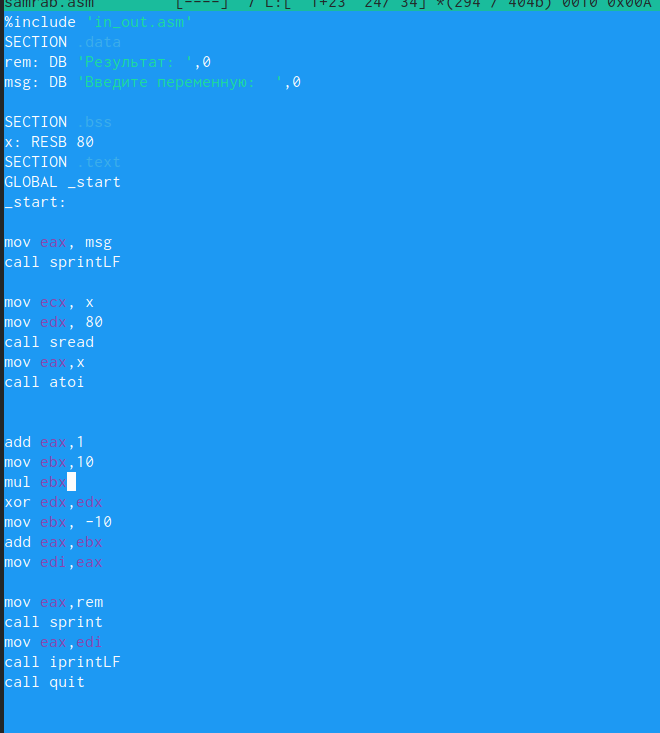 samrab.asm [----] 7 L:[ 1+23 24/ 34] *(294 / 404b) 0010 0x00A
%include 'in_out.asm'
SECTION .data
rem: DB 'Результат: ',0
msg: DB 'Введите переменную:  ',0
SECTION .bss
x: RESB 80
SECTION .text
GLOBAL _start
_start:
mov eax, msg
call sprintLF
mov ecx, x
mov edx, 80
call sread
mov eax,x
call atoi
add eax,1
mov ebx,10
mul ebx
xor edx,edx
mov ebx, -10
add eax,ebx
mov edi,eax
mov eax,rem
call sprint
mov eax,edi
call iprintLF
call quit